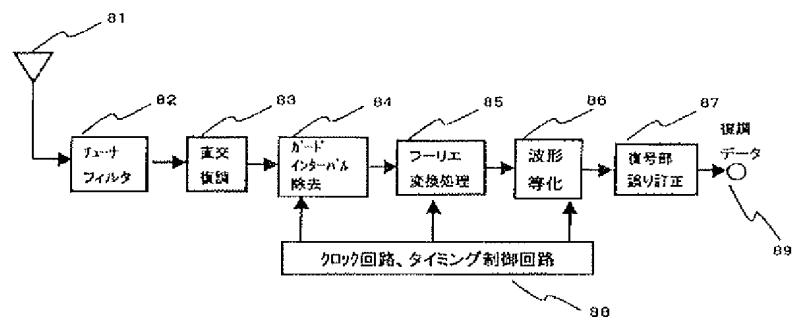 81
82
83
84
85
86
87
チューナ
フィルタ
直交
復調
ガード
インターバル
除去
フーリエ
変換処理
波形
等化
復号部
誤り訂正
復調
データ
89
クロック回路、タイミング制御回路
88